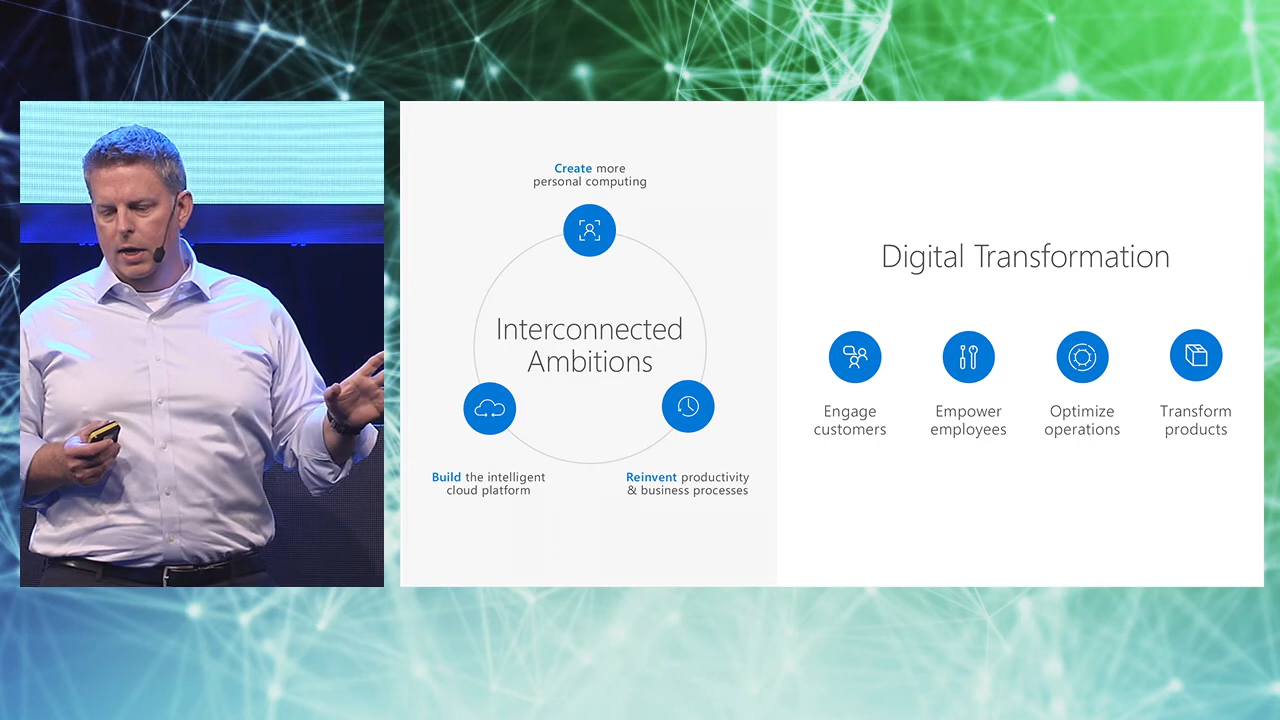 Create more
personal computing
Interconnected
Ambitions
Build the intelligent
cloud platform
Reinvent productivity
& business processes
Digital Transformation
Engage
customers
Empower
employees
Optimize
operations
Transform
products